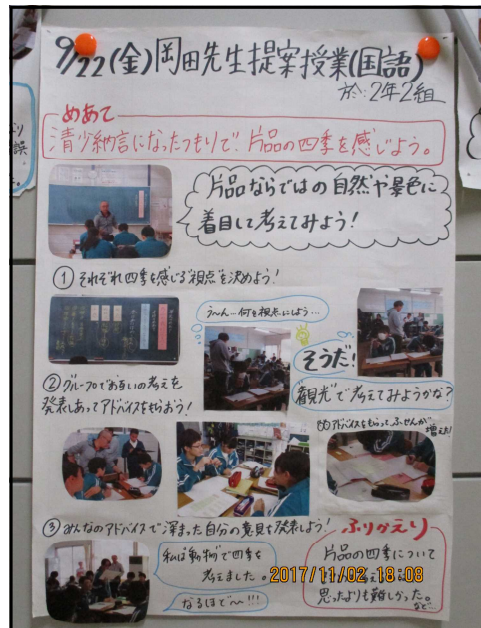 9/22(金)岡田先生提案授業(国語)
於:2年2組
めあて
清少納言になったつもりで、片品の四季を感じよう。
片品ならではの自然や景色に
着目して考えてみよう!
① それぞれ四季を感じる"視点"を決めよう!
う〜ん…何を視点にしよう…
そうだ!
"観光"で考えてみようかな?
② グループでお互いの考えを
発表しあってアドバイスをもらおう!
アドバイスをもらって、ふせんが
増えた!
③ みんなのアドバイスで深まった自分の意見を発表しよう!
私は"動物"で四季を
考えました。
なるほど〜!!!
ふりかえり
片品の四季について
思ったよりも難しかった。
など…
2017/11/02 18:08
誤